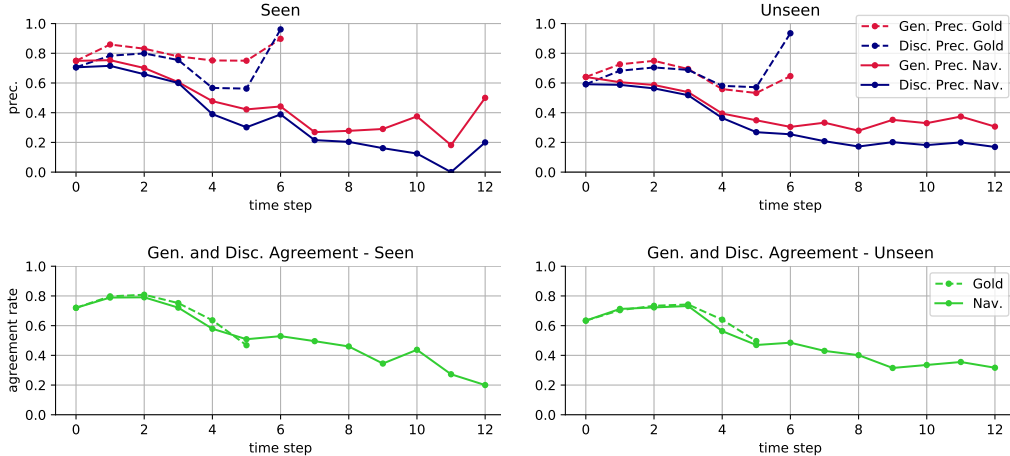 Seen
prec.
1.0
0.8
0.6
0.4
0.2
0.0
0 2 4 6 8 10 12
time step
Unseen
1.0
0.8
0.6
0.4
0.2
0.0
0 2 4 6 8 10 12
time step
Gen. Prec. Gold
Disc. Prec. Gold
Gen. Prec. Nav.
Disc. Prec. Nav.
Gen. and Disc. Agreement - Seen
agreement rate
1.0
0.8
0.6
0.4
0.2
0.0
0 2 4 6 8 10 12
time step
Gen. and Disc. Agreement - Unseen
1.0
0.8
0.6
0.4
0.2
0.0
0 2 4 6 8 10 12
time step
Gold
Nav.